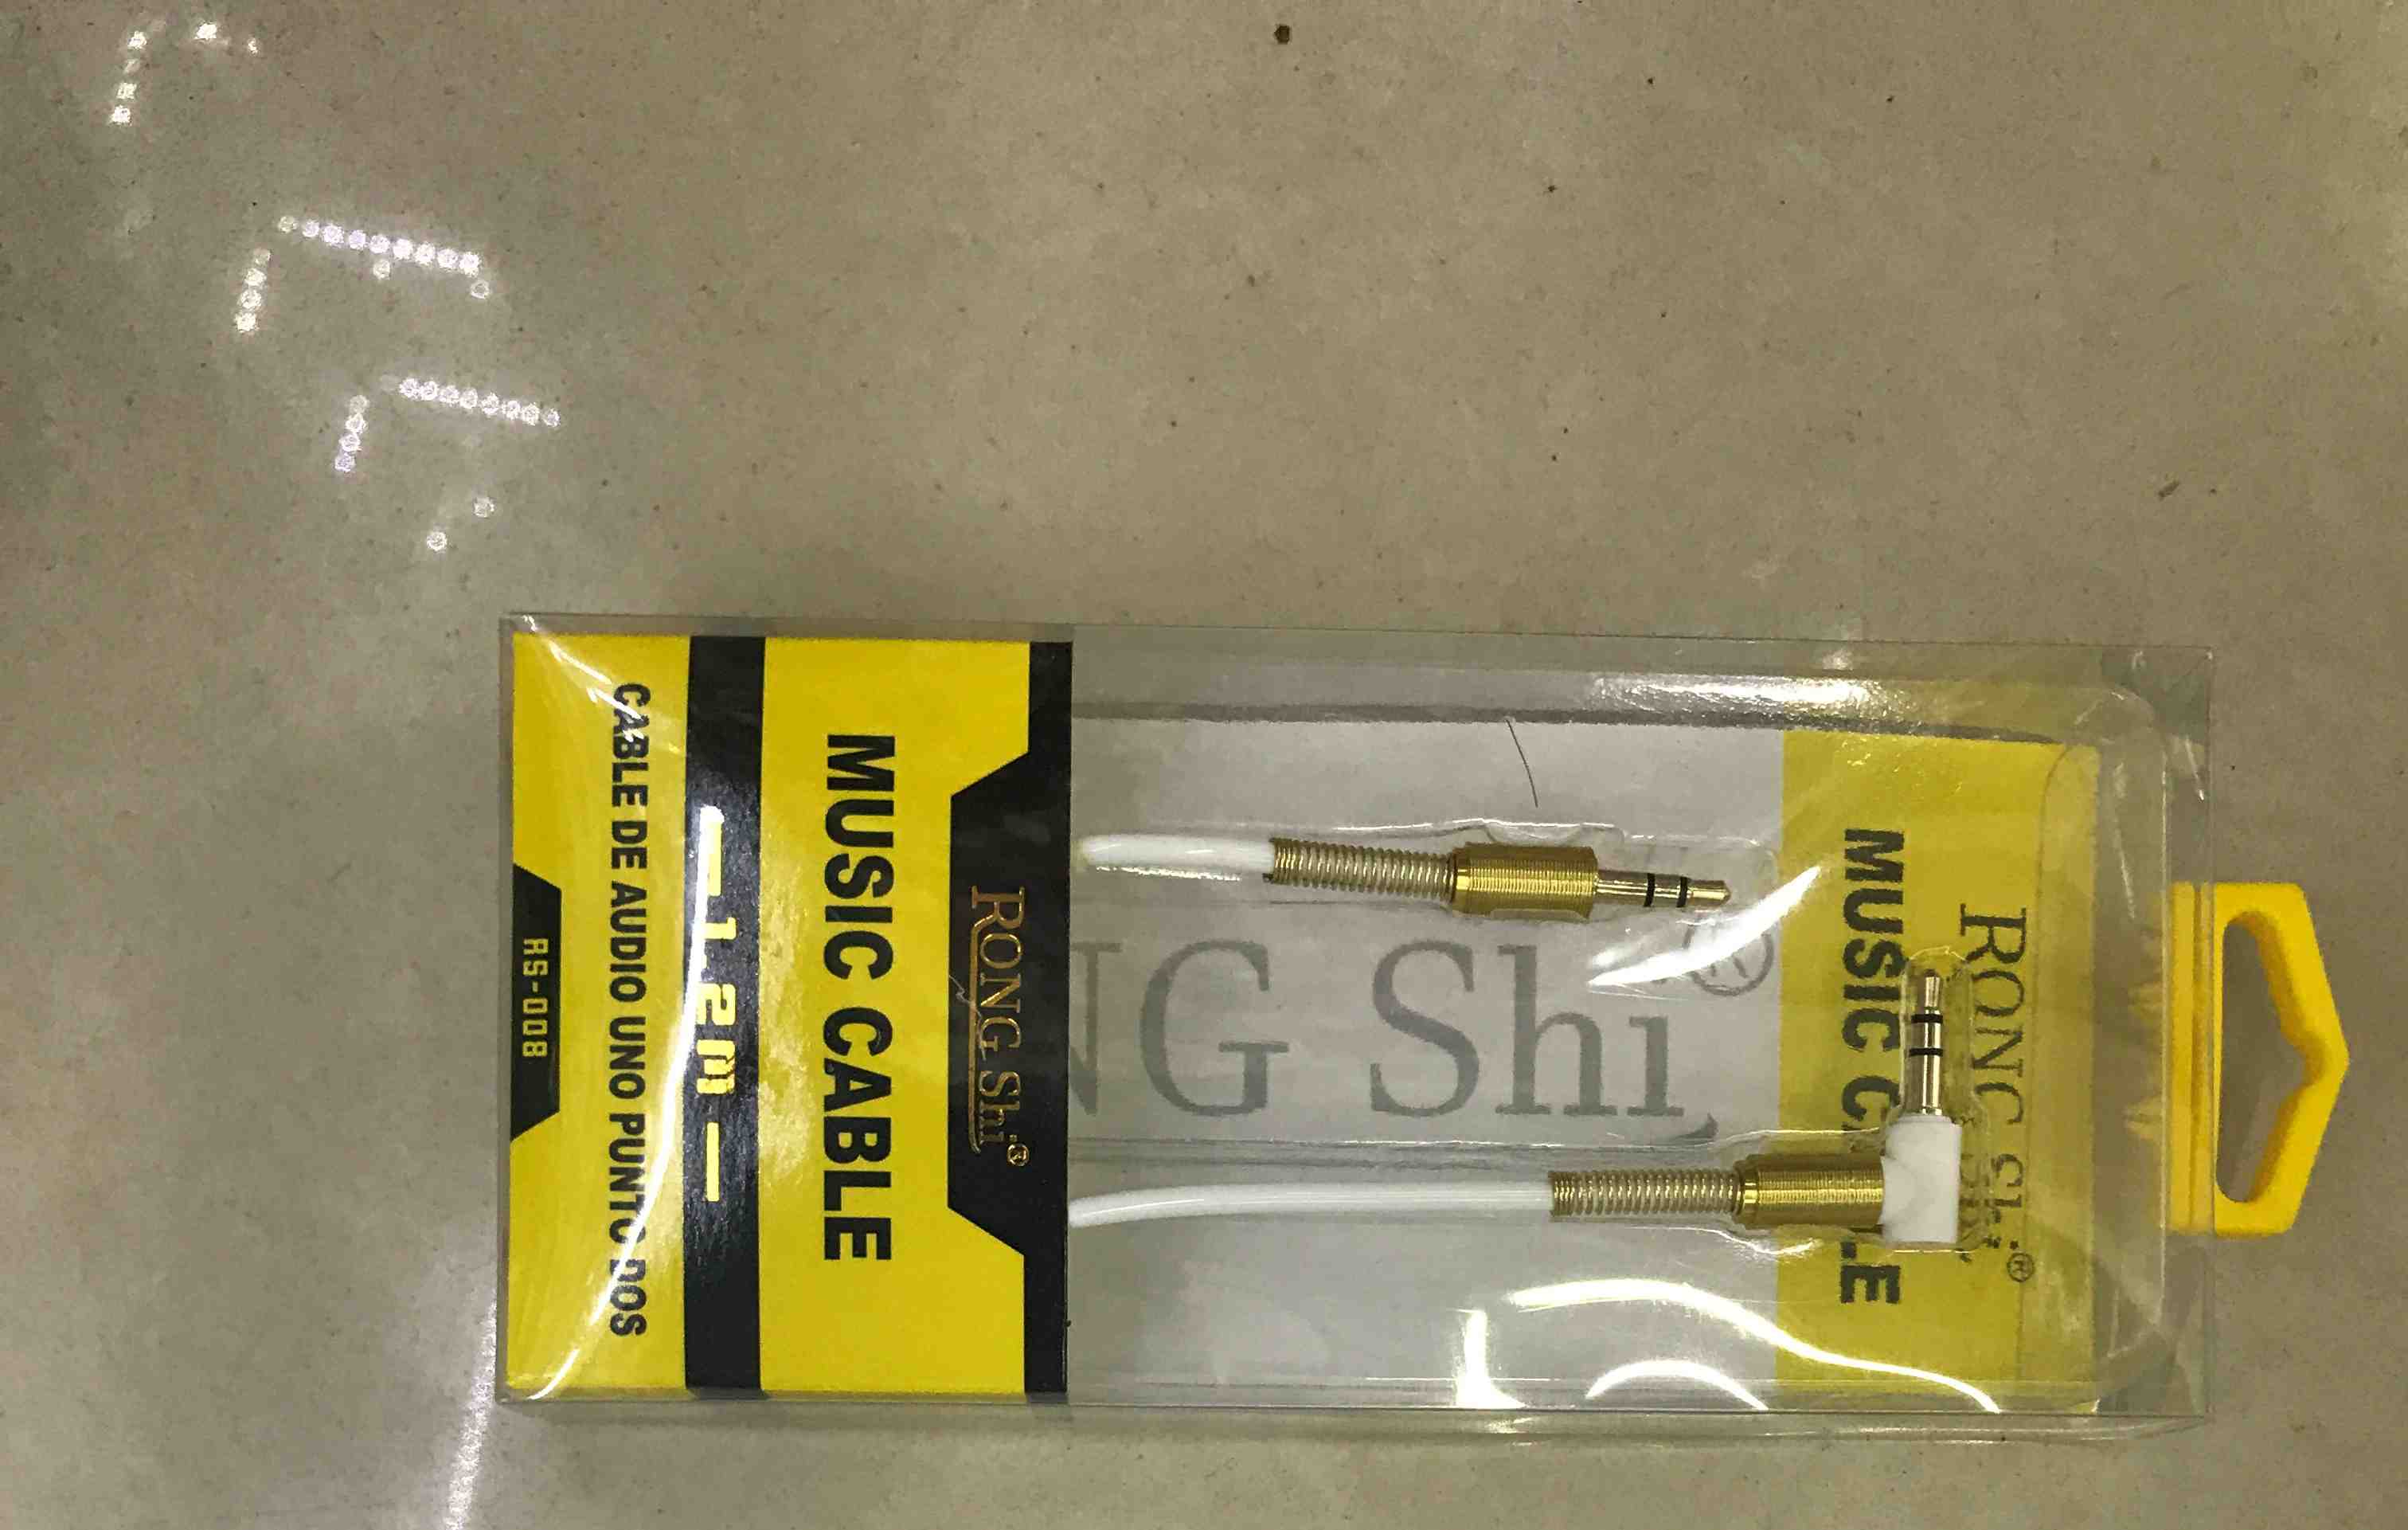 RONG Shi®
MUSIC CABLE
NG Shi®
RONG Shi®
MUSIC CABLE
1.2M
CABLE DE AUDIO UNO PUNTO DOS
RS-008